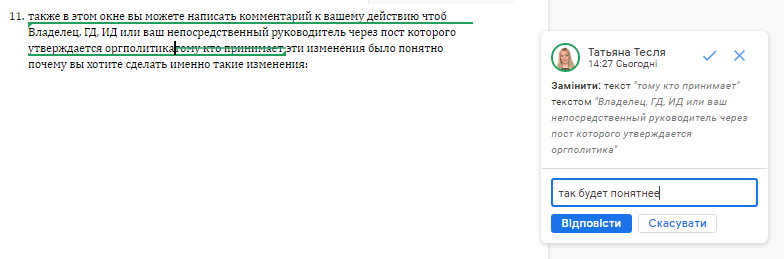 11. также в этом окне вы можете написать комментарий к вашему действию чтоб
Владелец, ГД, ИД или ваш непосредственный руководитель через пост которого
утверждается оргполитикатому кто принимает эти изменения было понятно
почему вы хотите сделать именно такие изменения:
Татьяна Тесля
14:27 Сьогодні
Замінити: текст "тому кто принимает"
текстом "Владелец, ГД, ИД или ваш
непосредственный руководитель через
пост которого утверждается
оргполитика"
так будет понятнее
Відповісти
Скасувати